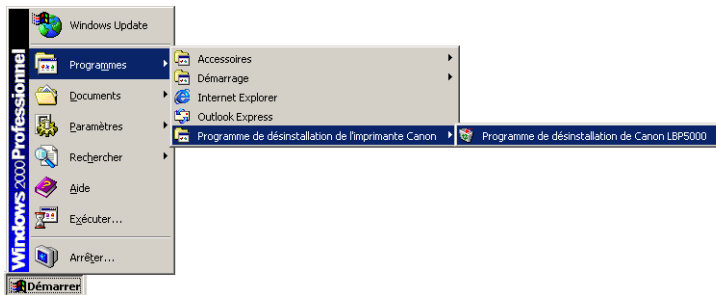 Windows 2000 Professionnel
Windows Update
Programmes
Documents
Paramètres
Rechercher
Aide
Exécuter...
Arrêter...
Démarrer
Accessoires
Démarrage
Internet Explorer
Outlook Express
Programme de désinstallation de l'imprimante Canon
Programme de désinstallation de Canon LBP5000